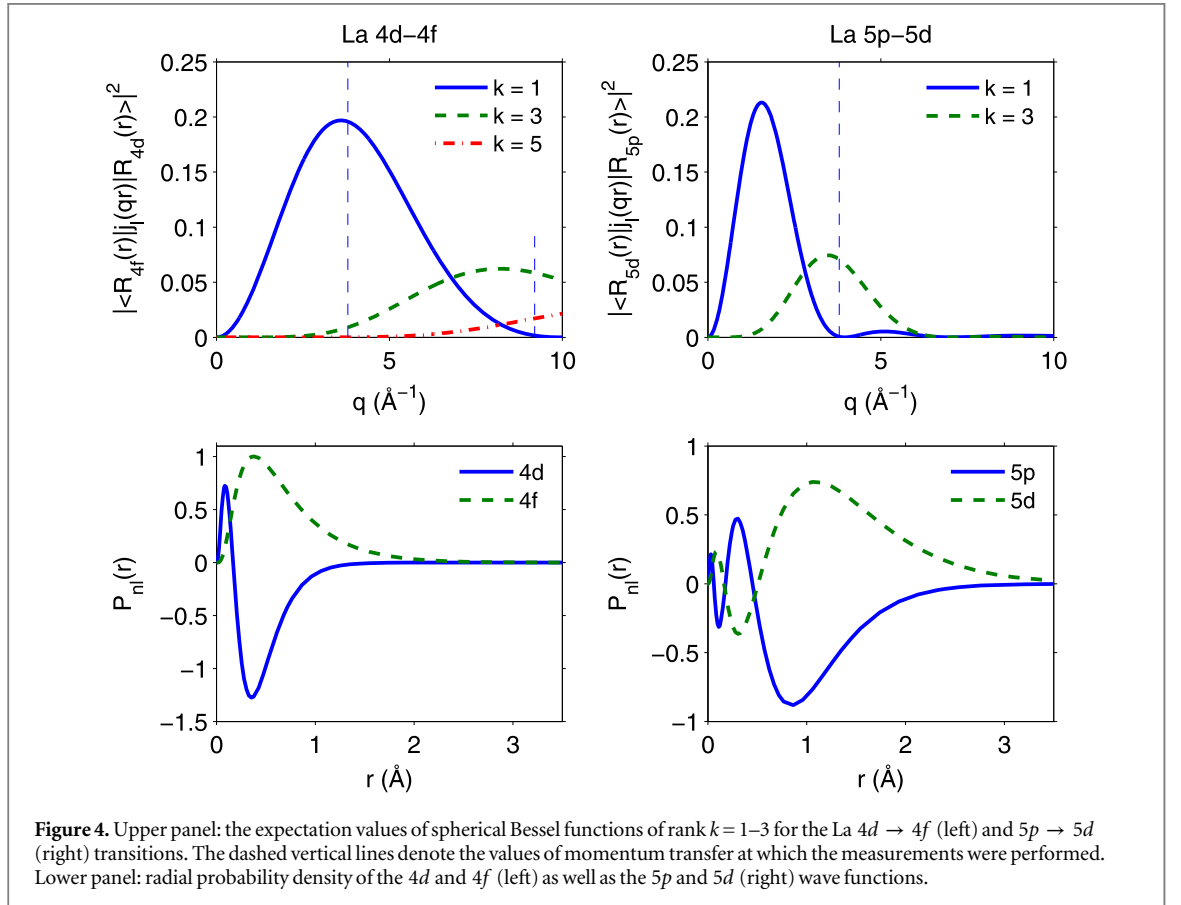 La 4d−4f
|<R4f(r)|jl(qr)|R4d(r)>|2
0.25
0.2
0.15
0.1
0.05
0
k = 1
k = 3
k = 5
0 5 10
q (Å−1)
La 5p−5d
|<R5d(r)|jl(qr)|R5p(r)>|2
0.25
0.2
0.15
0.1
0.05
0
k = 1
k = 3
0 5 10
q (Å−1)
Pnl(r)
1
0.5
0
−0.5
−1
−1.5
4d
4f
0 1 2 3
r (Å)
Pnl(r)
1
0.5
0
−0.5
−1
5p
5d
0 1 2 3
r (Å)
Figure 4. Upper panel: the expectation values of spherical Bessel functions of rank k = 1–3 for the La 4d → 4f (left) and 5p → 5d
(right) transitions. The dashed vertical lines denote the values of momentum transfer at which the measurements were performed.
Lower panel: radial probability density of the 4d and 4f (left) as well as the 5p and 5d (right) wave functions.